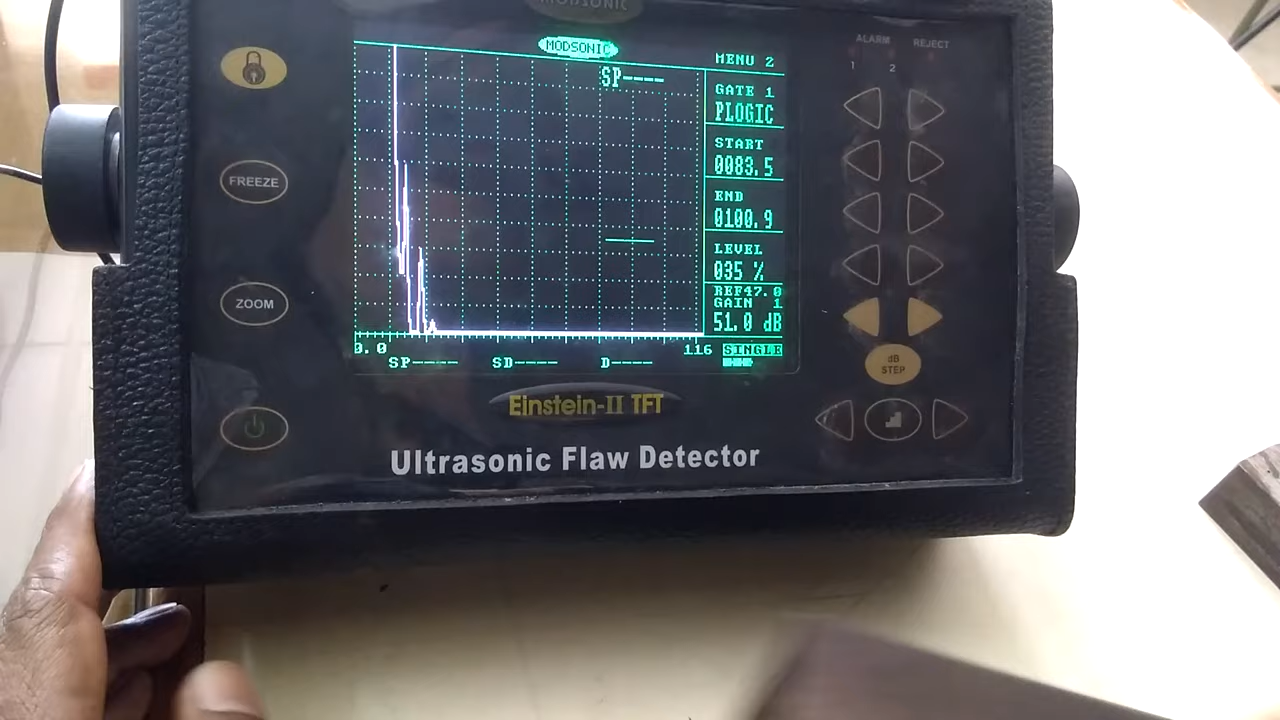 MODSONIC
MODSONIC
MENU 2
SP----
GATE 1
PLOGIC
START
0083.5
END
0100.9
LEVEL
035 %
REF47.0
GAIN 1
51.0 dB
0.0
116
SINGLE
SP----
SD----
D----
ALARM
REJECT
1
2
FREEZE
ZOOM
dB
STEP
Einstein-II TFT
Ultrasonic Flaw Detector